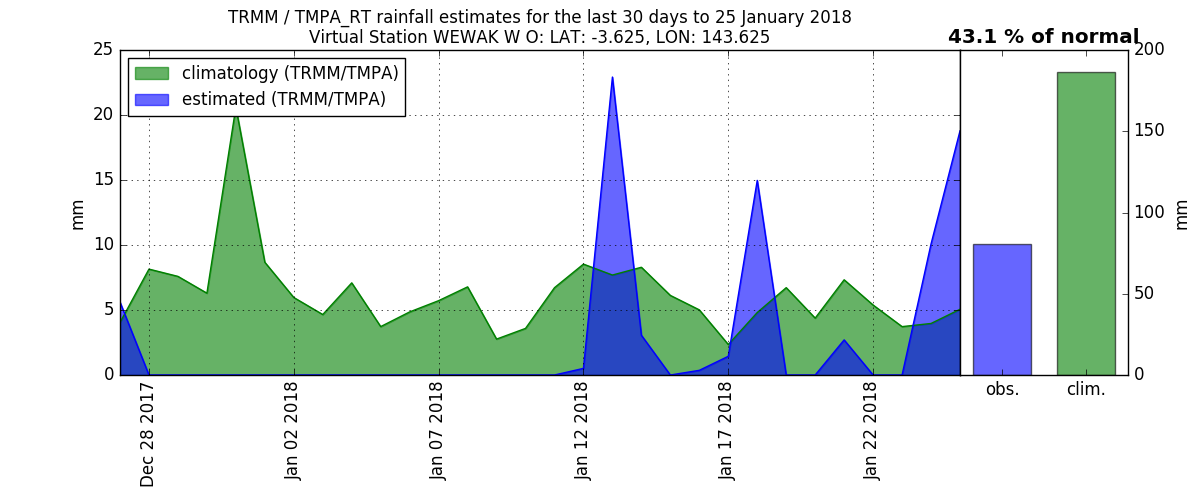 TRMM / TMPA_RT rainfall estimates for the last 30 days to 25 January 2018
Virtual Station WEWAK W O: LAT: -3.625, LON: 143.625
43.1 % of normal
climatology (TRMM/TMPA)
estimated (TRMM/TMPA)
25
20
15
10
5
0
mm
Dec 28 2017
Jan 02 2018
Jan 07 2018
Jan 12 2018
Jan 17 2018
Jan 22 2018
obs.
clim.
200
150
100
50
0
mm